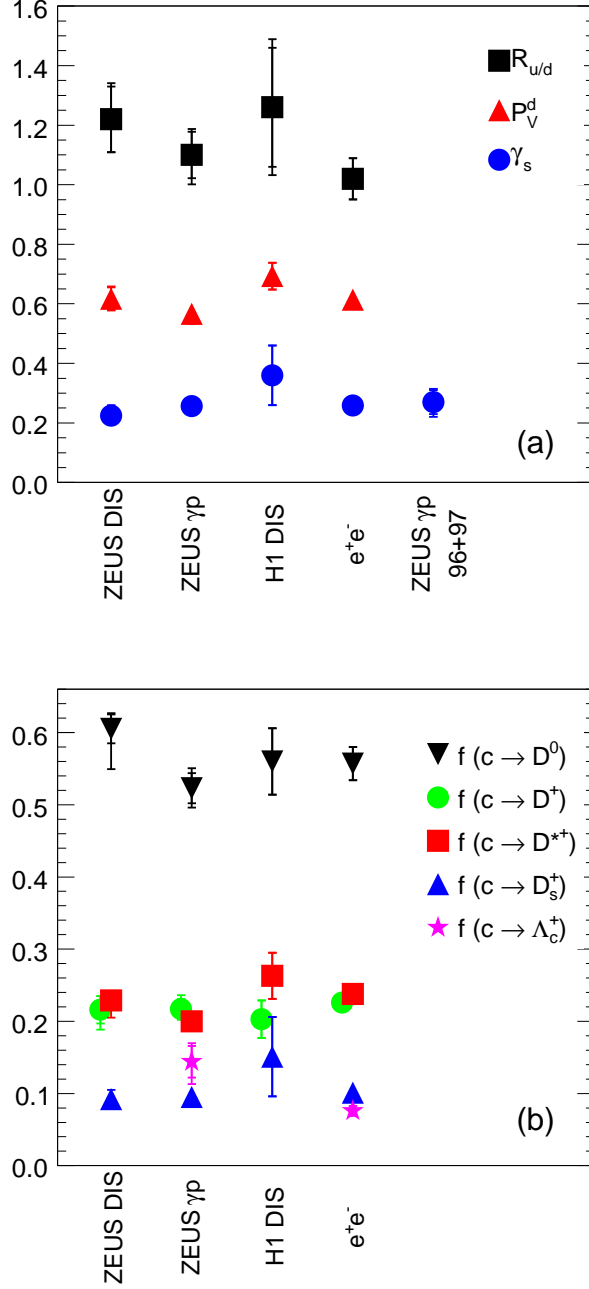 1.6
1.4
1.2
1.0
0.8
0.6
0.4
0.2
0.0
R_{u/d}
P_V^d
γ_s
(a)
ZEUS DIS
ZEUS γp
H1 DIS
e⁺e⁻
ZEUS γp
96+97
0.6
0.5
0.4
0.3
0.2
0.1
0.0
f (c → D⁰)
f (c → D⁺)
f (c → D*⁺)
f (c → D_s⁺)
f (c → Λ_c⁺)
(b)
ZEUS DIS
ZEUS γp
H1 DIS
e⁺e⁻